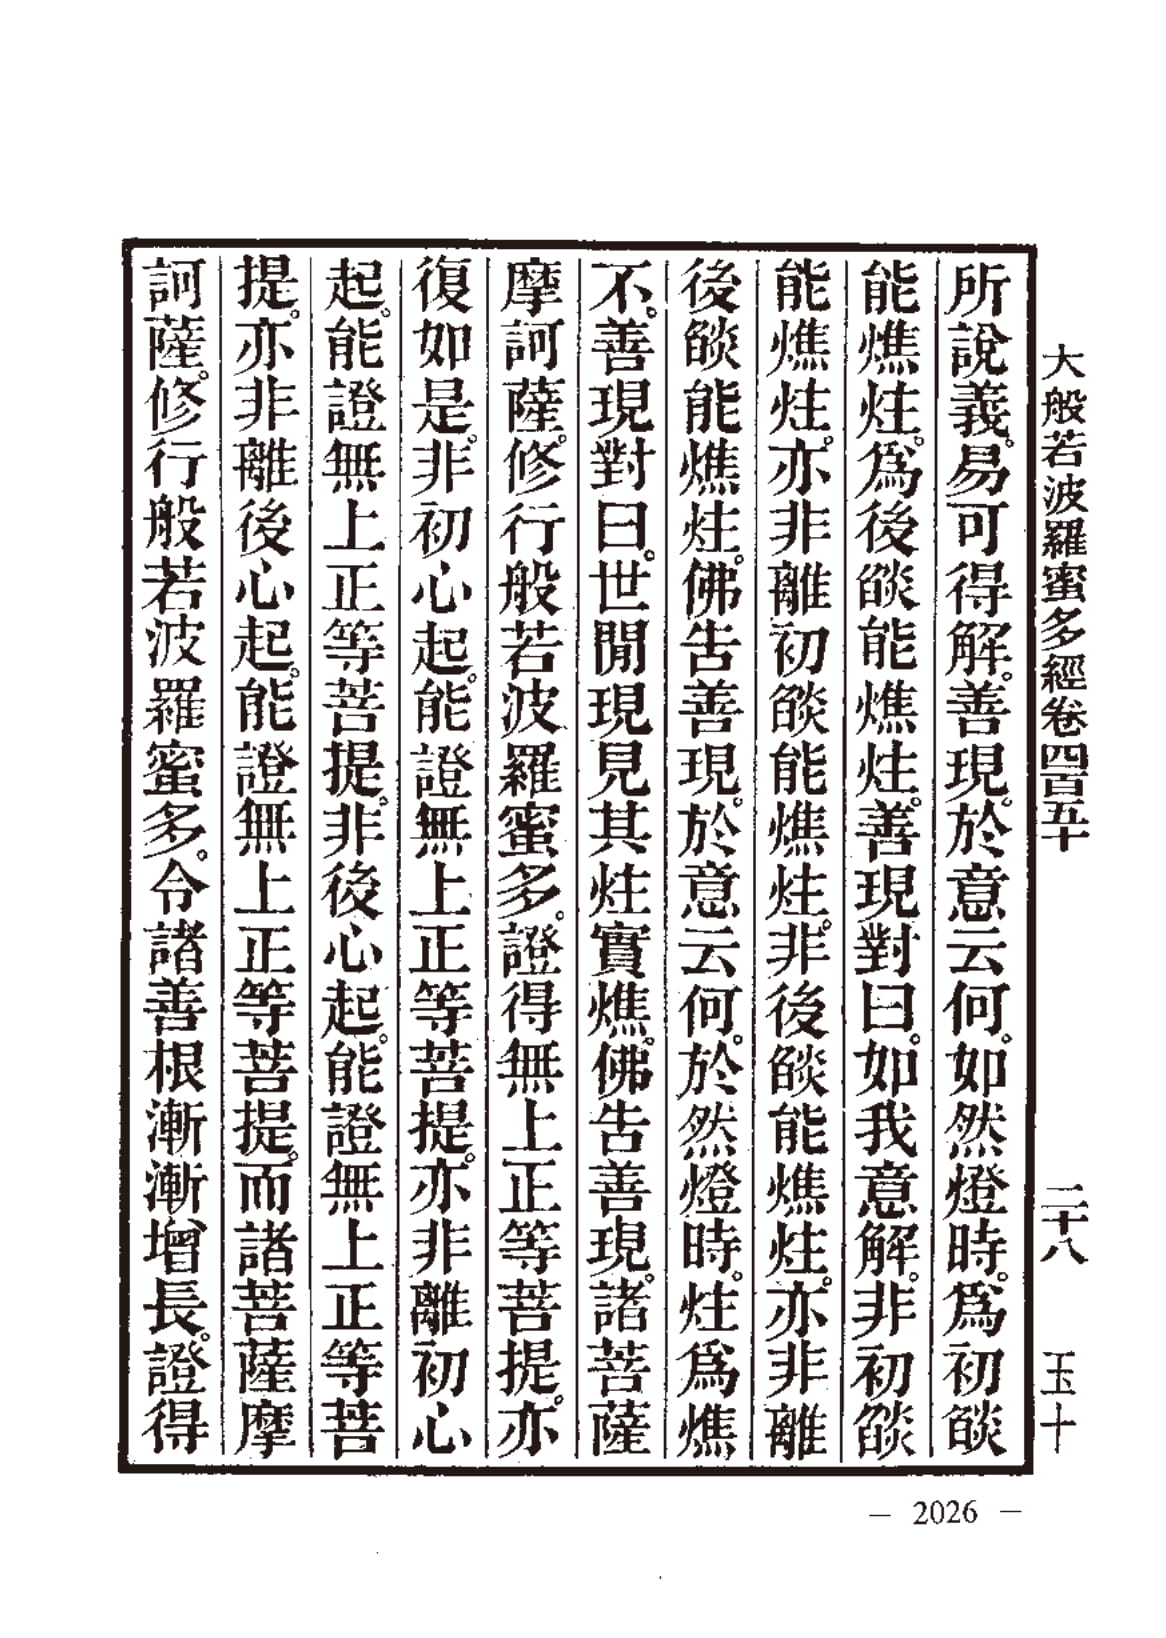 大般若波羅蜜多經卷四百五十 二十八 玉十
所說義。易可得解。善現。於意云何。如然燈時。爲初燄
能燋炷。爲後燄能燋炷。善現對曰。如我意解。非初燄
能燋炷。亦非離初燄能燋炷。非後燄能燋炷。亦非離
後燄能燋炷。佛告善現。於意云何。於然燈時。炷爲燋
不。善現對曰。世閒現見其炷實燋。佛告善現。諸菩薩
摩訶薩。修行般若波羅蜜多。證得無上正等菩提。亦
復如是。非初心起。能證無上正等菩提。亦非離初心
起。能證無上正等菩提。非後心起。能證無上正等菩
提。亦非離後心起。能證無上正等菩提。而諸菩薩摩
訶薩。修行般若波羅蜜多。令諸善根漸漸增長。證得
— 2026 —